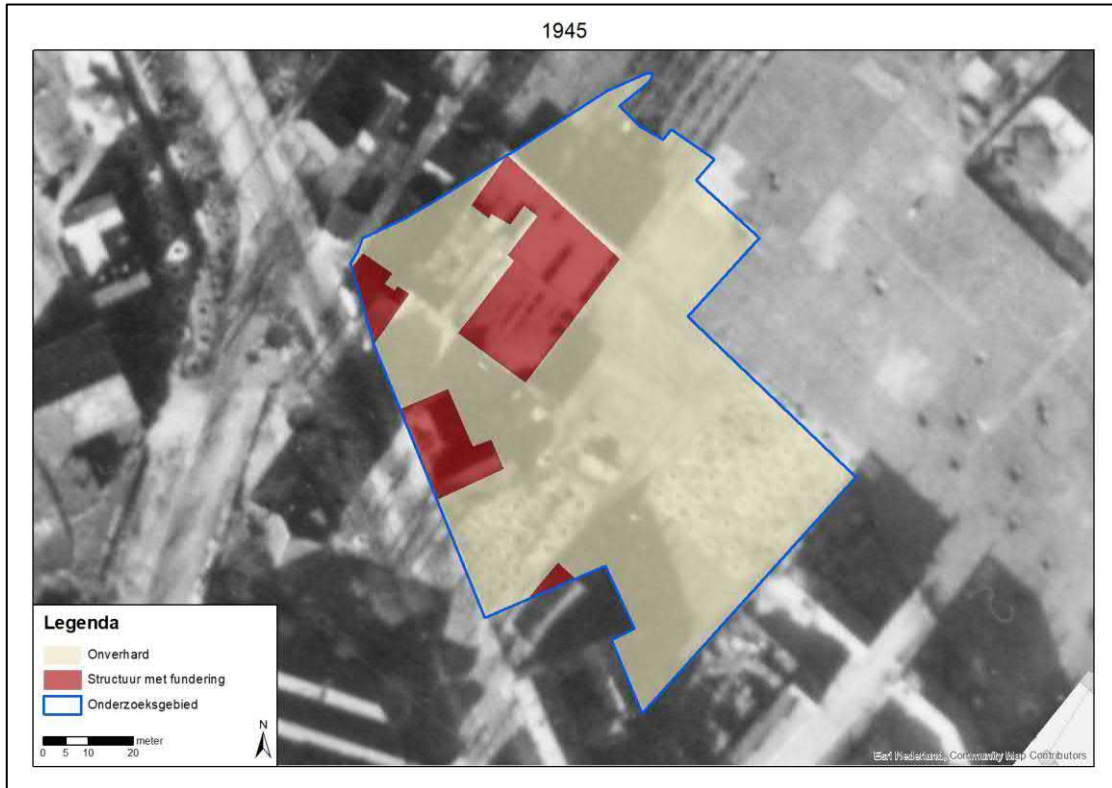 1945
Legenda
Onverhard
Structuur met fundering
Onderzoeksgebied
0 5 10 20 meter
N
Esri Nederland, Community Map Contributors